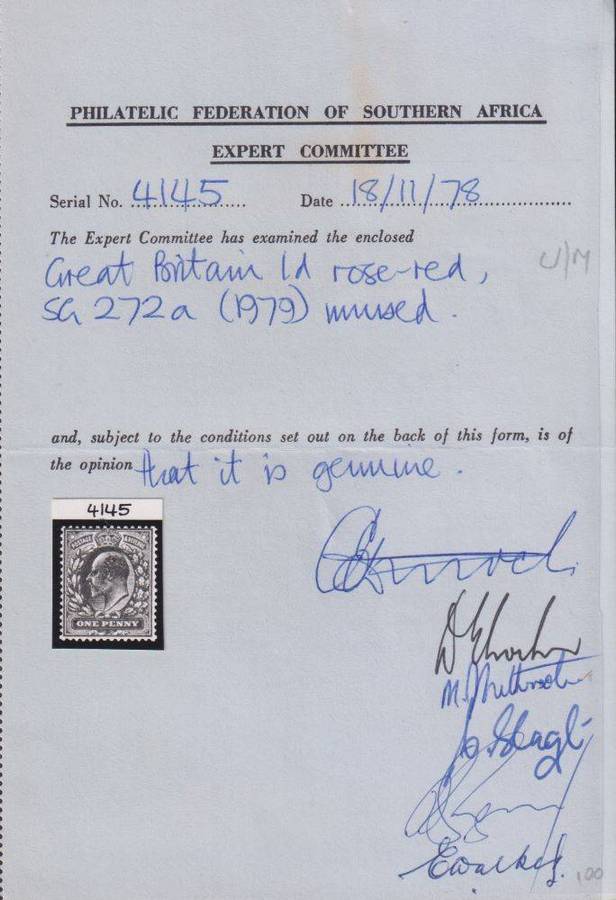 PHILATELIC FEDERATION OF SOUTHERN AFRICA
EXPERT COMMITTEE
Serial No. 4145 Date 18/11/78
The Expert Committee has examined the enclosed
Great Britain 1d rose-red, U/M
SG 272a (1979) unused.
and, subject to the conditions set out on the back of this form, is of
the opinion that it is genuine.
4145
POSTAGE & REVENUE
ONE PENNY